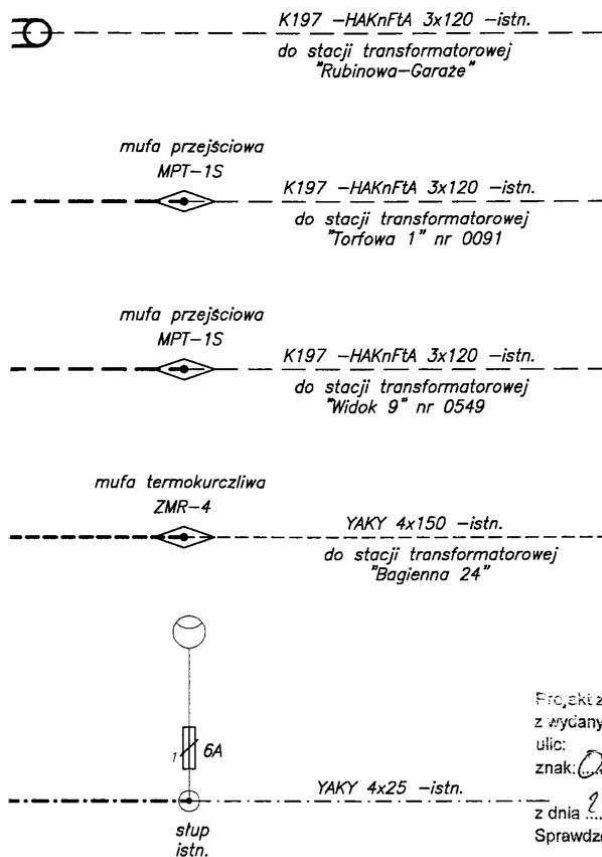 K197 -HAKnFtA 3x120 -istn.
do stacji transformatorowej
"Rubinowa-Garaże"
mufa przejściowa
MPT-1S
K197 -HAKnFtA 3x120 -istn.
do stacji transformatorowej
"Torfowa 1" nr 0091
mufa przejściowa
MPT-1S
K197 -HAKnFtA 3x120 -istn.
do stacji transformatorowej
"Widok 9" nr 0549
mufa termokurczliwa
ZMR-4
YAKY 4x150 -istn.
do stacji transformatorowej
"Bagienna 24"
1 6A
YAKY 4x25 -istn.
słup
istn.
Projekt z
z wydany
ulic:
znak:
z dnia
Sprawdz